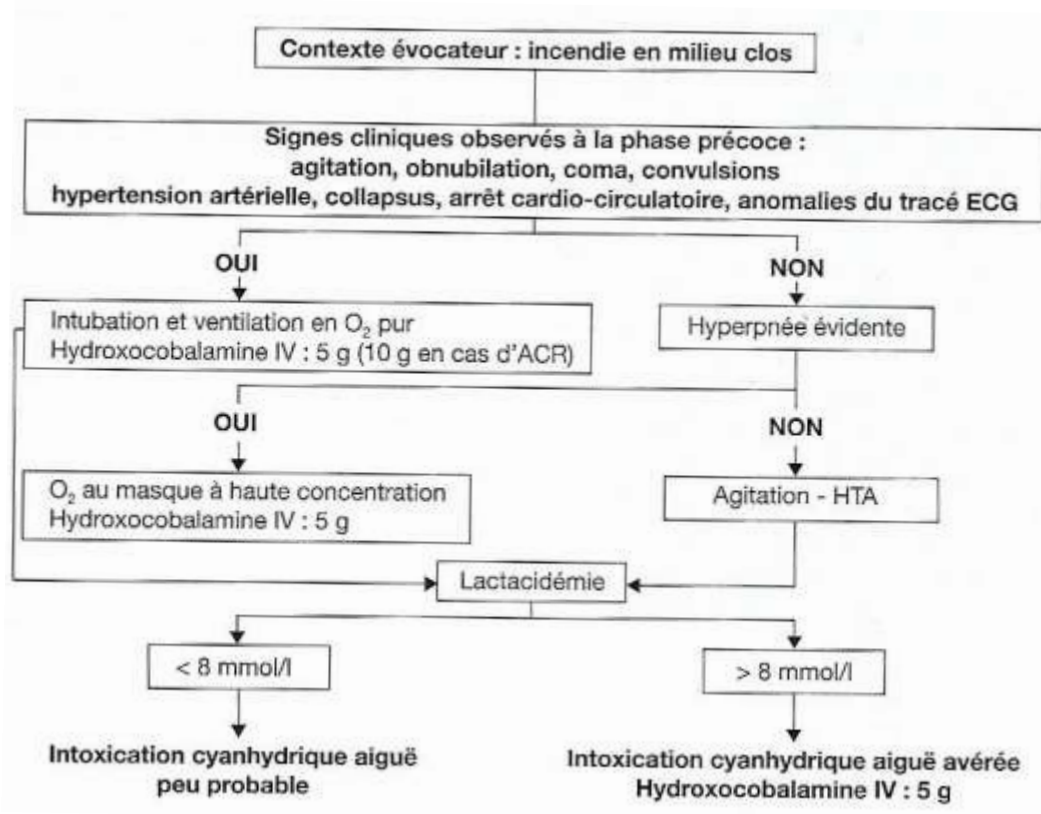 Contexte évocateur : incendie en milieu clos
Signes cliniques observés à la phase précoce :
agitation, obnubilation, coma, convulsions
hypertension artérielle, collapsus, arrêt cardio-circulatoire, anomalies du tracé ECG
OUI
NON
Intubation et ventilation en O₂ pur
Hydroxocobalamine IV : 5 g (10 g en cas d'ACR)
Hyperpnée évidente
OUI
NON
O₂ au masque à haute concentration
Hydroxocobalamine IV : 5 g
Agitation - HTA
Lactacidémie
< 8 mmol/l
> 8 mmol/l
Intoxication cyanhydrique aiguë
peu probable
Intoxication cyanhydrique aiguë avérée
Hydroxocobalamine IV : 5 g